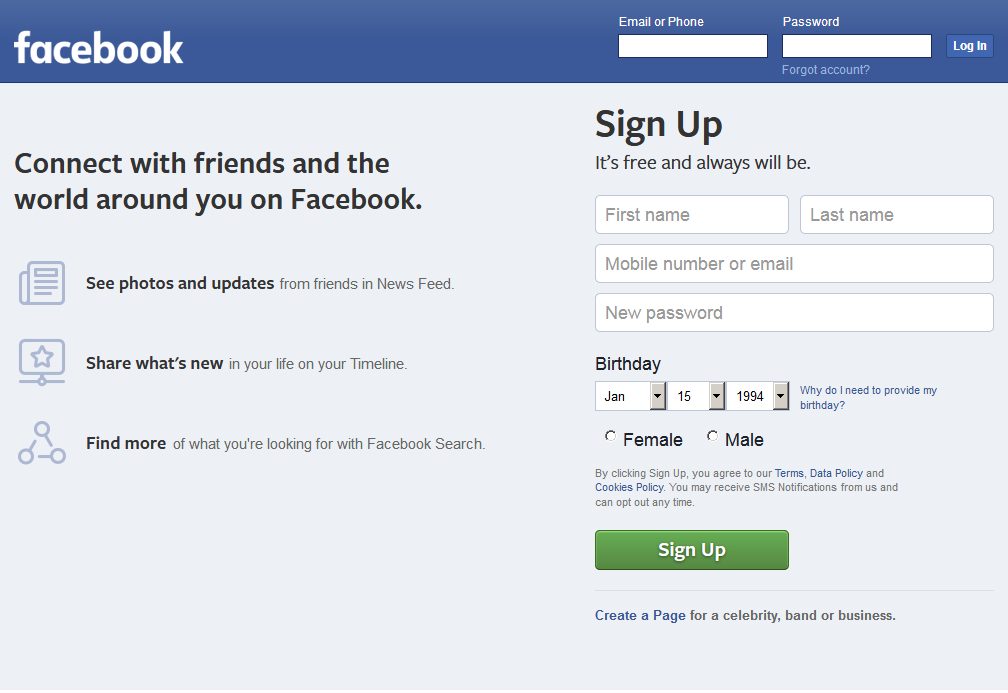 facebook
Email or Phone
Password
Log In
Forgot account?
Connect with friends and the
world around you on Facebook.
See photos and updates from friends in News Feed.
Share what's new in your life on your Timeline.
Find more of what you're looking for with Facebook Search.
Sign Up
It's free and always will be.
First name
Last name
Mobile number or email
New password
Birthday
Jan 15 1994
Why do I need to provide my
birthday?
Female Male
By clicking Sign Up, you agree to our Terms, Data Policy and
Cookies Policy. You may receive SMS Notifications from us and
can opt out any time.
Sign Up
Create a Page for a celebrity, band or business.